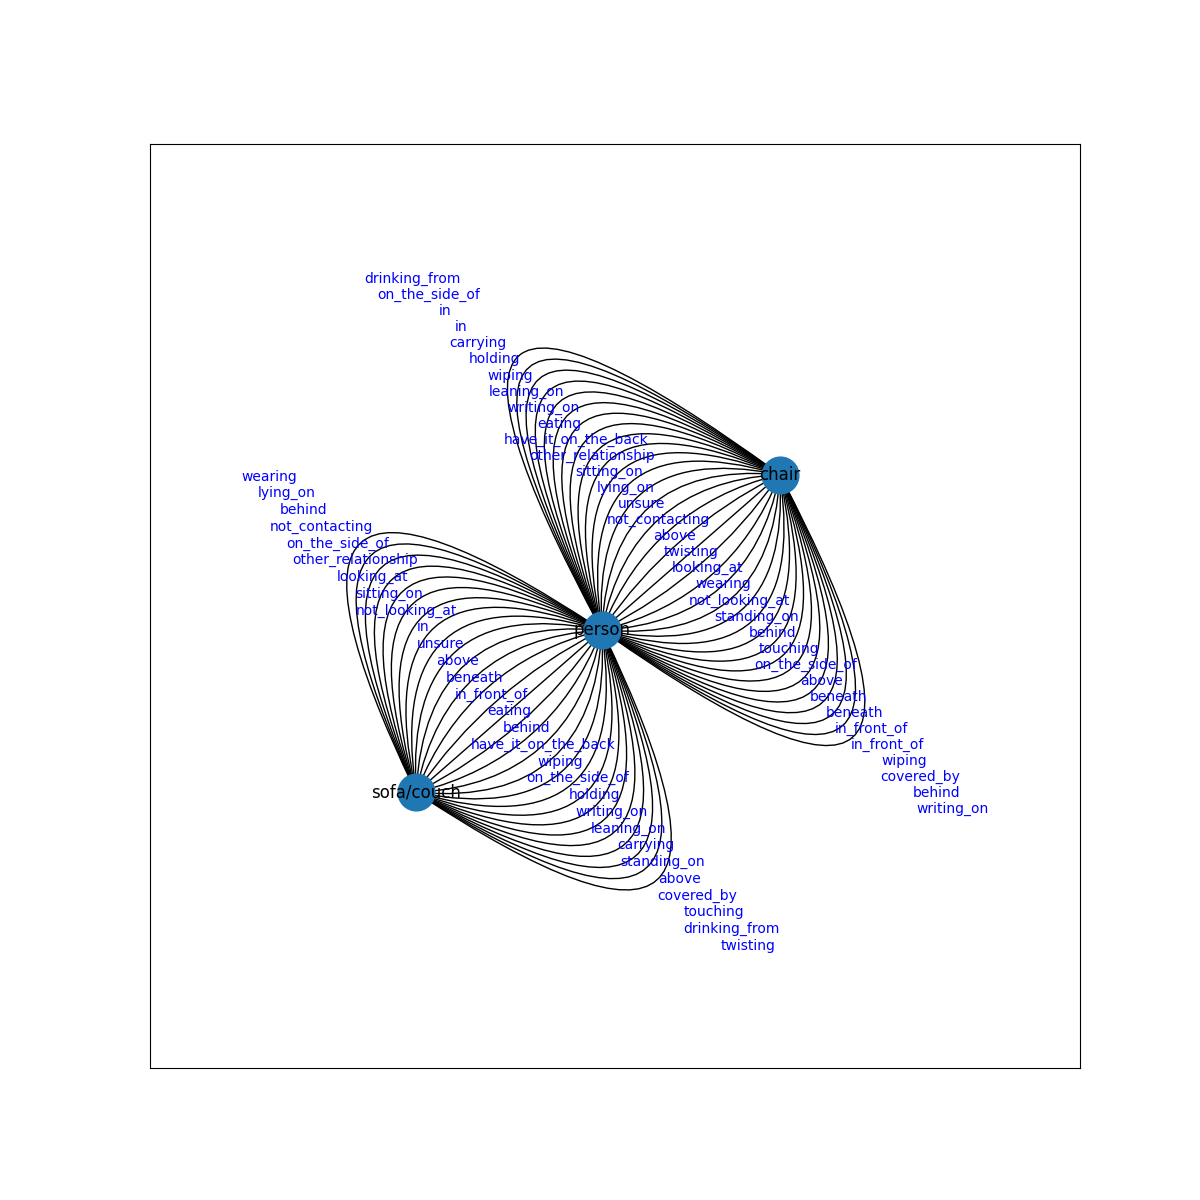 drinking_from
on_the_side_of
in
in
carrying
holding
wiping
leaning_on
writing_on
eating
have_it_on_the_back
other_relationship
sitting_on
lying_on
unsure
not_contacting
above
twisting
looking_at
wearing
not_looking_at
standing_on
behind
touching
on_the_side_of
above
beneath
beneath
in_front_of
in_front_of
wiping
covered_by
behind
writing_on
chair
person
wearing
lying_on
behind
not_contacting
on_the_side_of
other_relationship
looking_at
sitting_on
not_looking_at
in
unsure
above
beneath
in_front_of
eating
behind
have_it_on_the_back
wiping
on_the_side_of
holding
writing_on
leaning_on
carrying
standing_on
above
covered_by
touching
drinking_from
twisting
sofa/couch